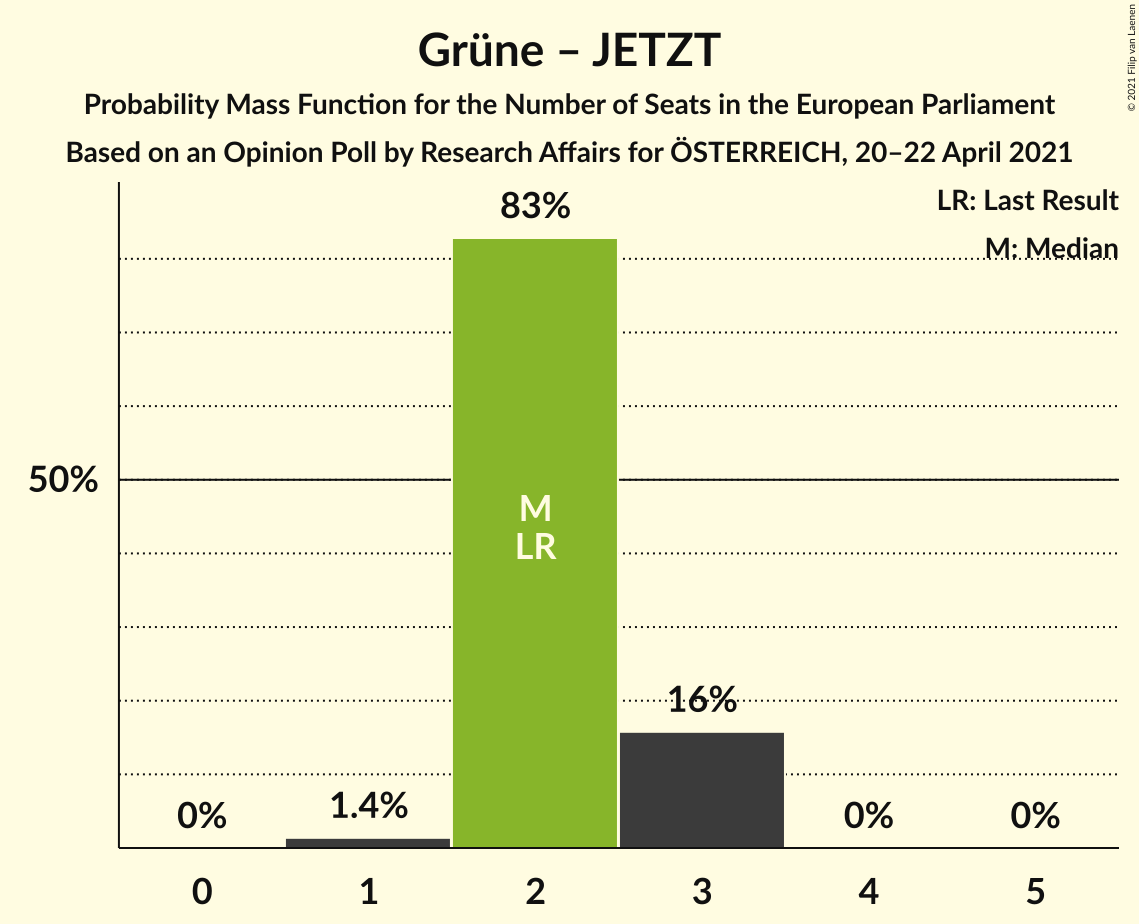 Grüne – JETZT
Probability Mass Function for the Number of Seats in the European Parliament
Based on an Opinion Poll by Research Affairs for ÖSTERREICH, 20–22 April 2021
© 2021 Filip van Laenen
LR: Last Result
M: Median
83%
50%
M
LR
16%
1.4%
0%
0%
0%
0 1 2 3 4 5